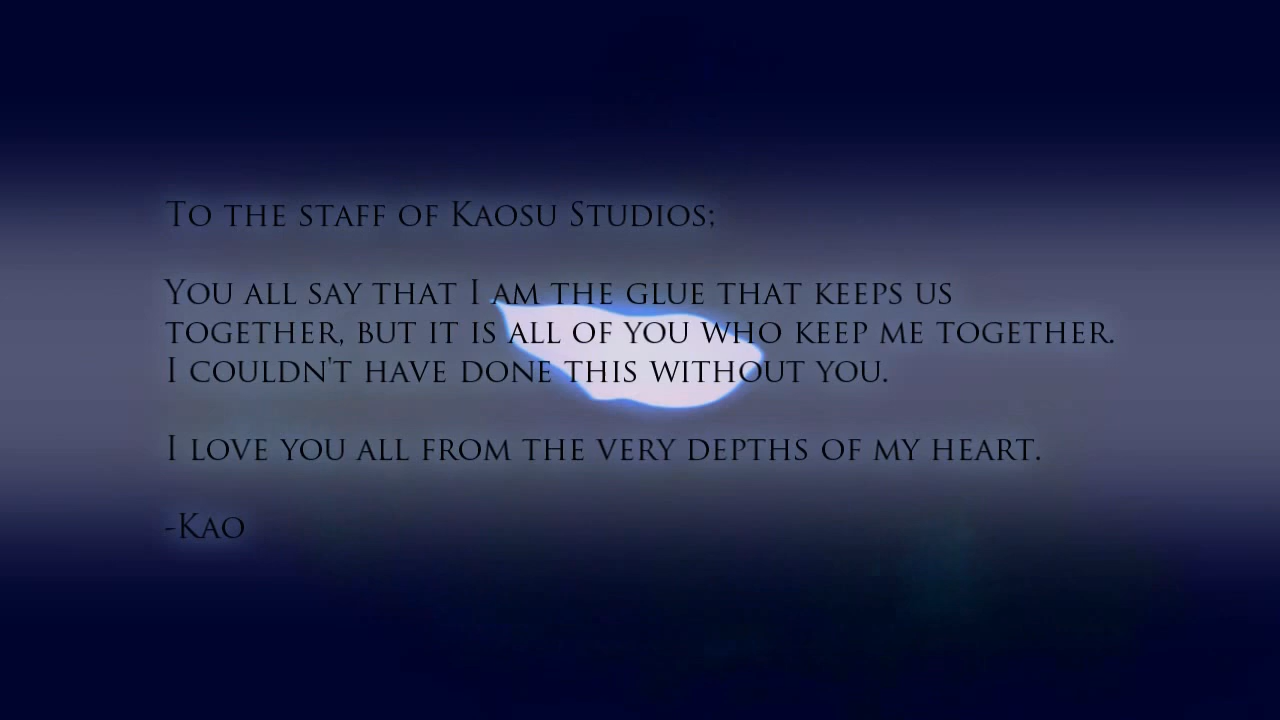 To the staff of Kaosu Studios;
You all say that I am the glue that keeps us
together, but it is all of you who keep me together.
I couldn't have done this without you.
I love you all from the very depths of my heart.
-Kao